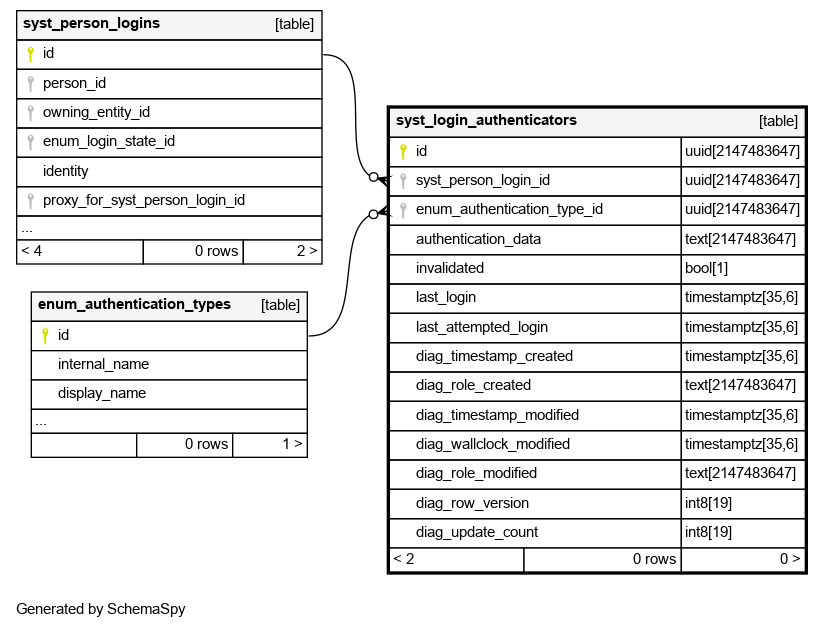 syst_person_logins [table]
id
person_id
owning_entity_id
enum_login_state_id
identity
proxy_for_syst_person_login_id
...
< 4 0 rows 2 >
enum_authentication_types [table]
id
internal_name
display_name
...
0 rows 1 >
syst_login_authenticators [table]
id uuid[2147483647]
syst_person_login_id uuid[2147483647]
enum_authentication_type_id uuid[2147483647]
authentication_data text[2147483647]
invalidated bool[1]
last_login timestamptz[35,6]
last_attempted_login timestamptz[35,6]
diag_timestamp_created timestamptz[35,6]
diag_role_created text[2147483647]
diag_timestamp_modified timestamptz[35,6]
diag_wallclock_modified timestamptz[35,6]
diag_role_modified text[2147483647]
diag_row_version int8[19]
diag_update_count int8[19]
< 2 0 rows 0 >
Generated by SchemaSpy